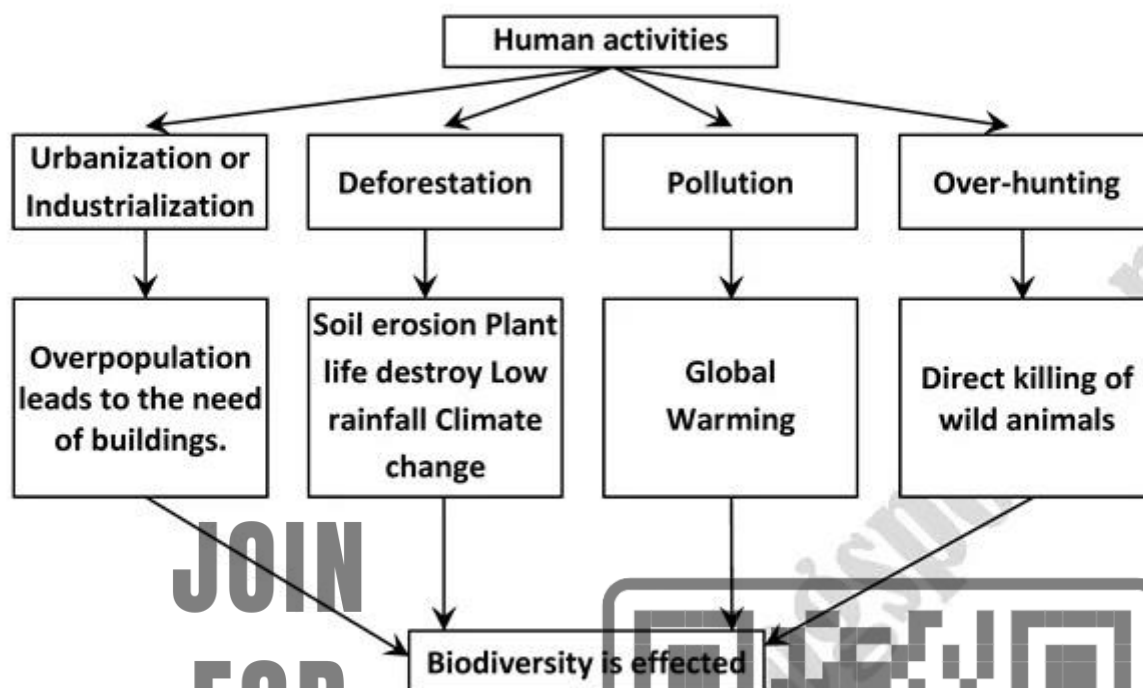 Human activities
Urbanization or
Industrialization
Deforestation
Pollution
Over-hunting
Overpopulation
leads to the need
of buildings.
Soil erosion Plant
life destroy Low
rainfall Climate
change
Global
Warming
Direct killing of
wild animals
JOIN
FOR
Biodiversity is effected